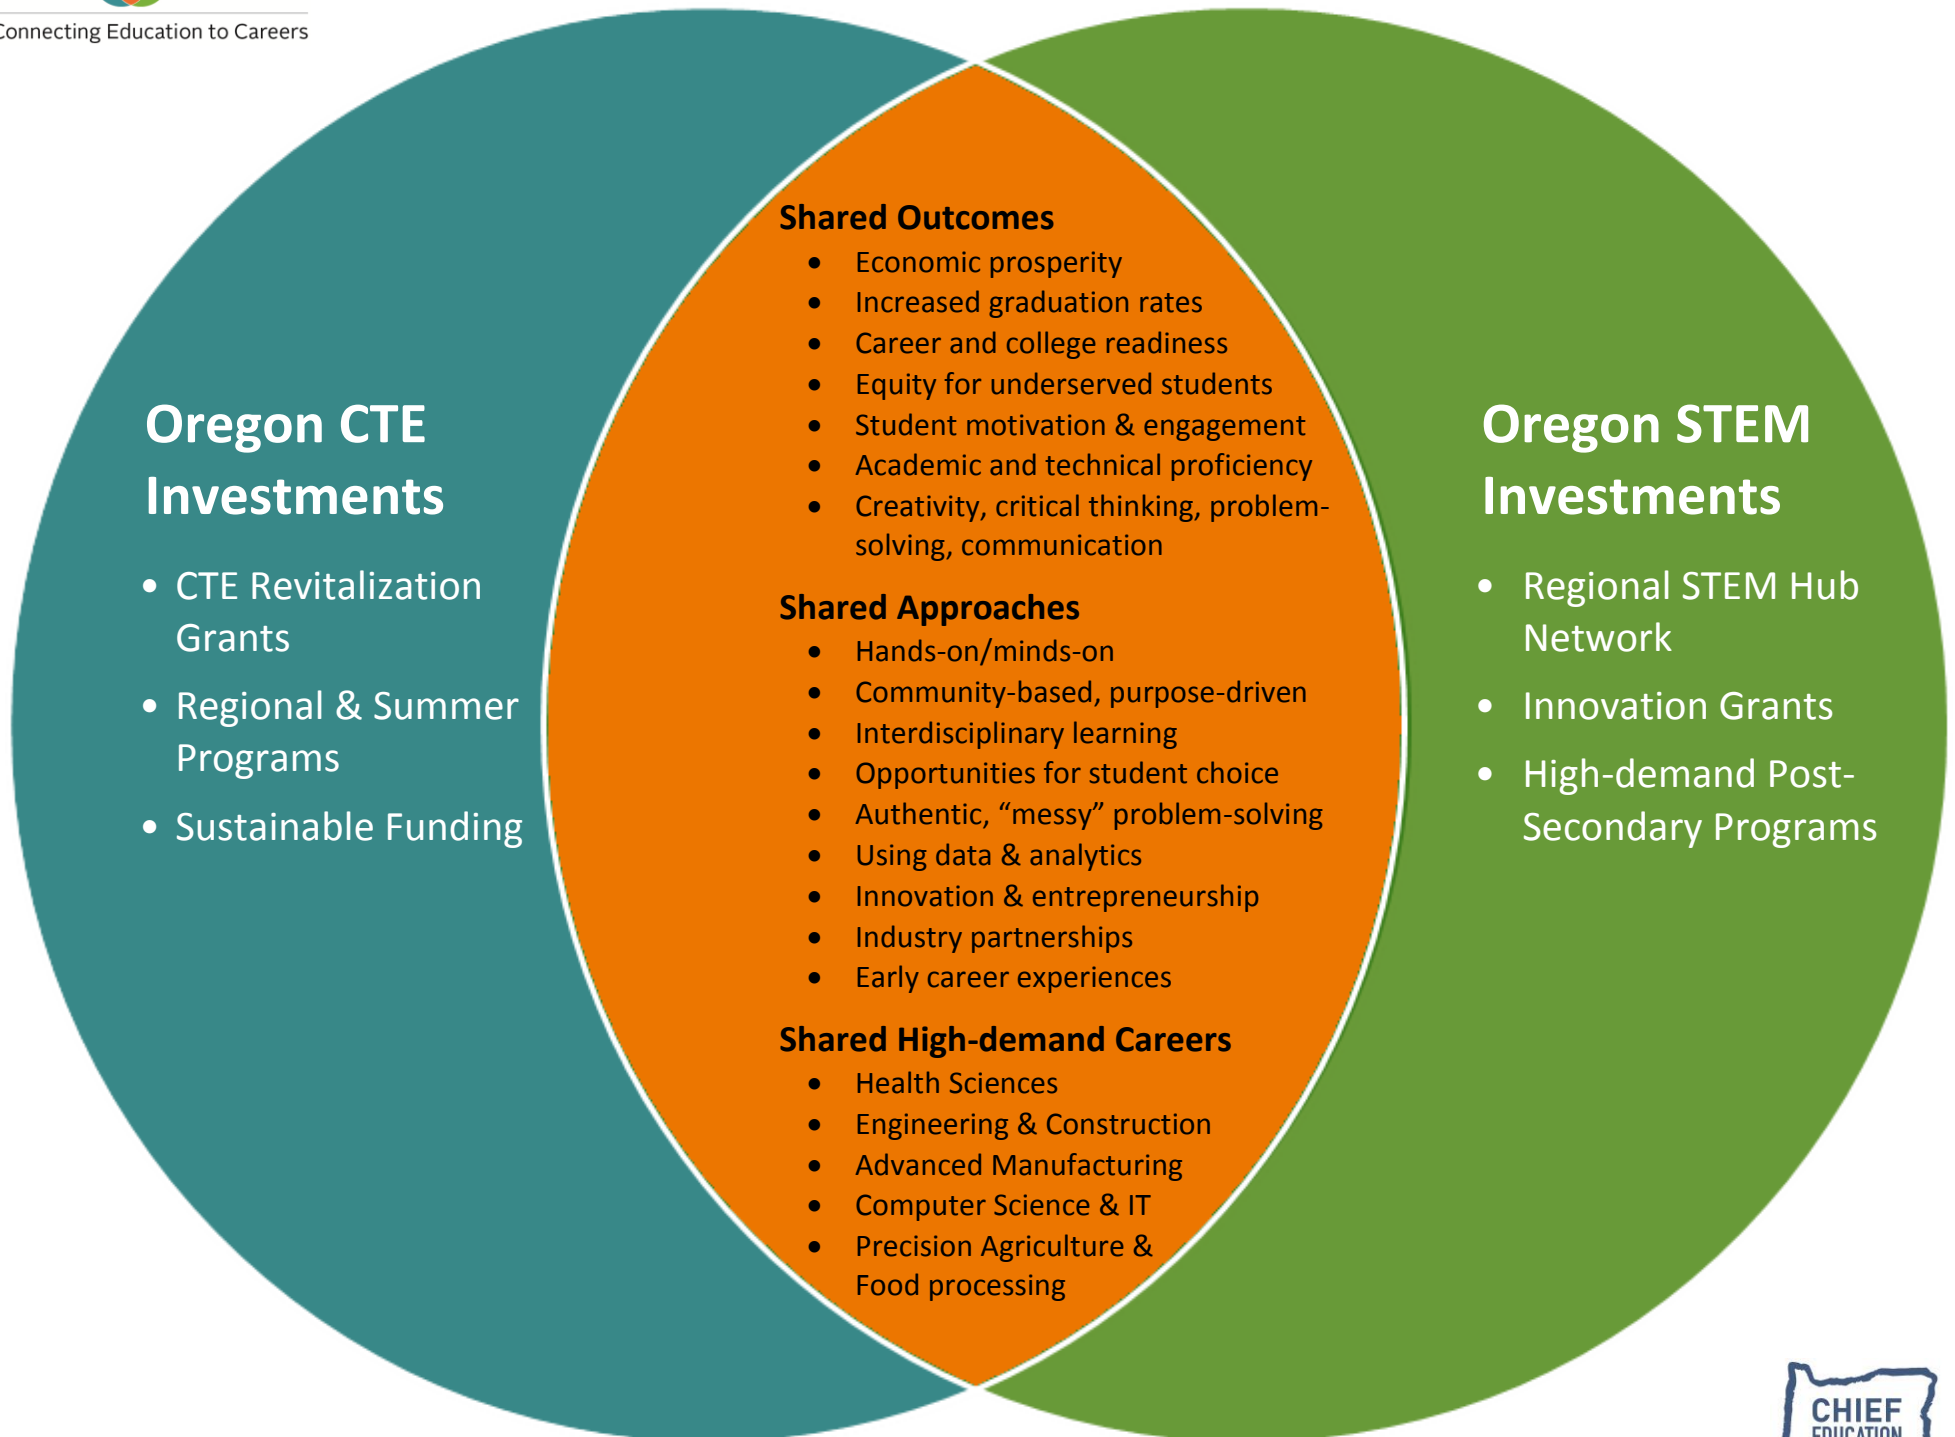 Connecting Education to Careers
Oregon CTE
Investments
• CTE Revitalization
Grants
• Regional & Summer
Programs
• Sustainable Funding
Shared Outcomes
• Economic prosperity
• Increased graduation rates
• Career and college readiness
• Equity for underserved students
• Student motivation & engagement
• Academic and technical proficiency
• Creativity, critical thinking, problem-
solving, communication
Shared Approaches
• Hands-on/minds-on
• Community-based, purpose-driven
• Interdisciplinary learning
• Opportunities for student choice
• Authentic, “messy” problem-solving
• Using data & analytics
• Innovation & entrepreneurship
• Industry partnerships
• Early career experiences
Shared High-demand Careers
• Health Sciences
• Engineering & Construction
• Advanced Manufacturing
• Computer Science & IT
• Precision Agriculture &
Food processing
Oregon STEM
Investments
• Regional STEM Hub
Network
• Innovation Grants
• High-demand Post-
Secondary Programs
CHIEF
EDUCATION